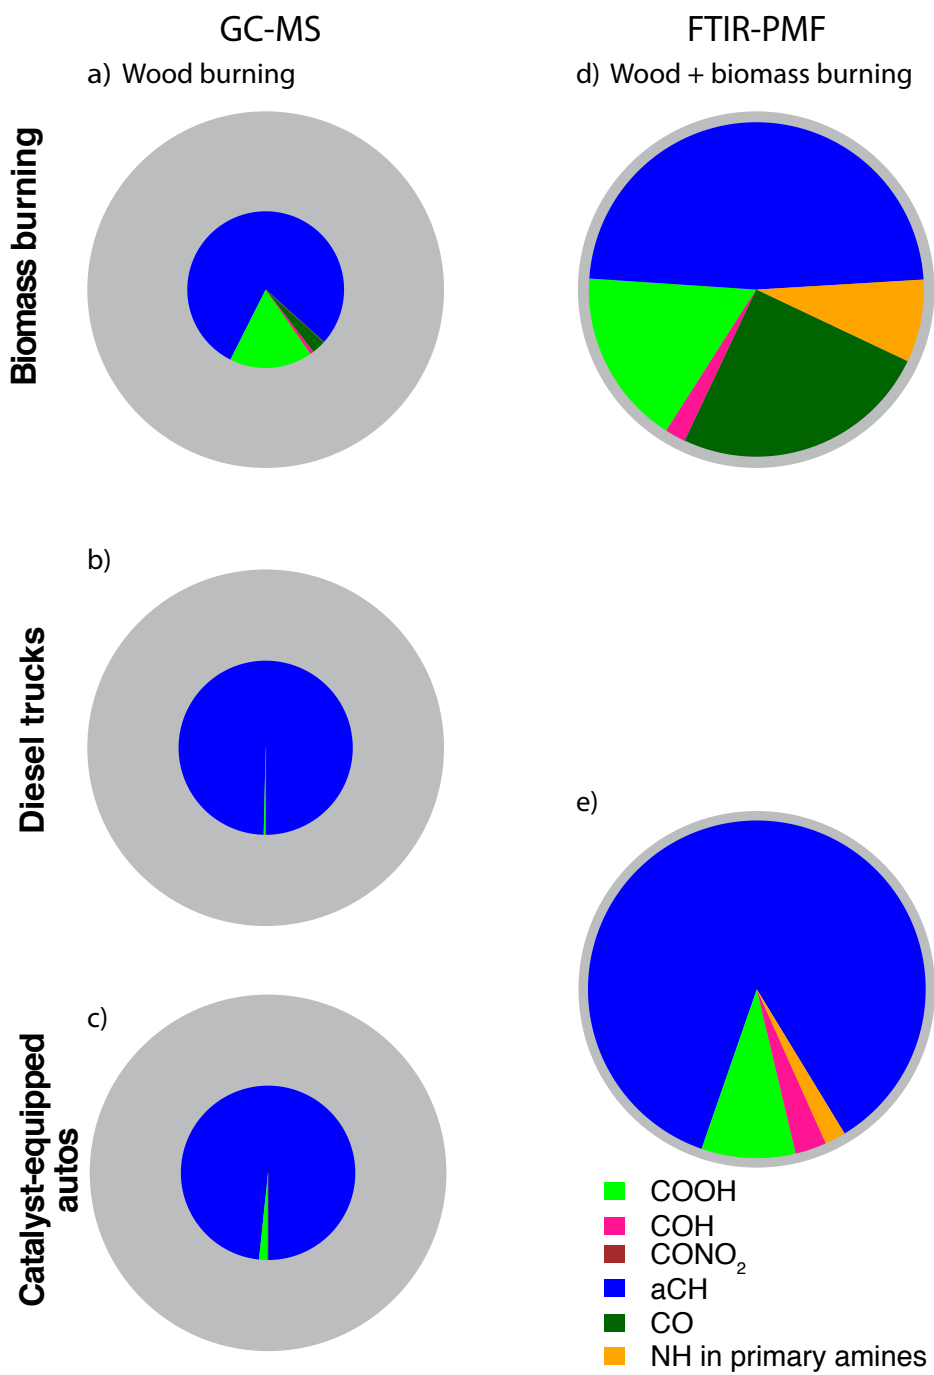 GC-MS
FTIR-PMF
a) Wood burning
d) Wood + biomass burning
Biomass burning
b)
Diesel trucks
e)
c)
Catalyst-equipped
autos
COOH
COH
CONO2
aCH
CO
NH in primary amines